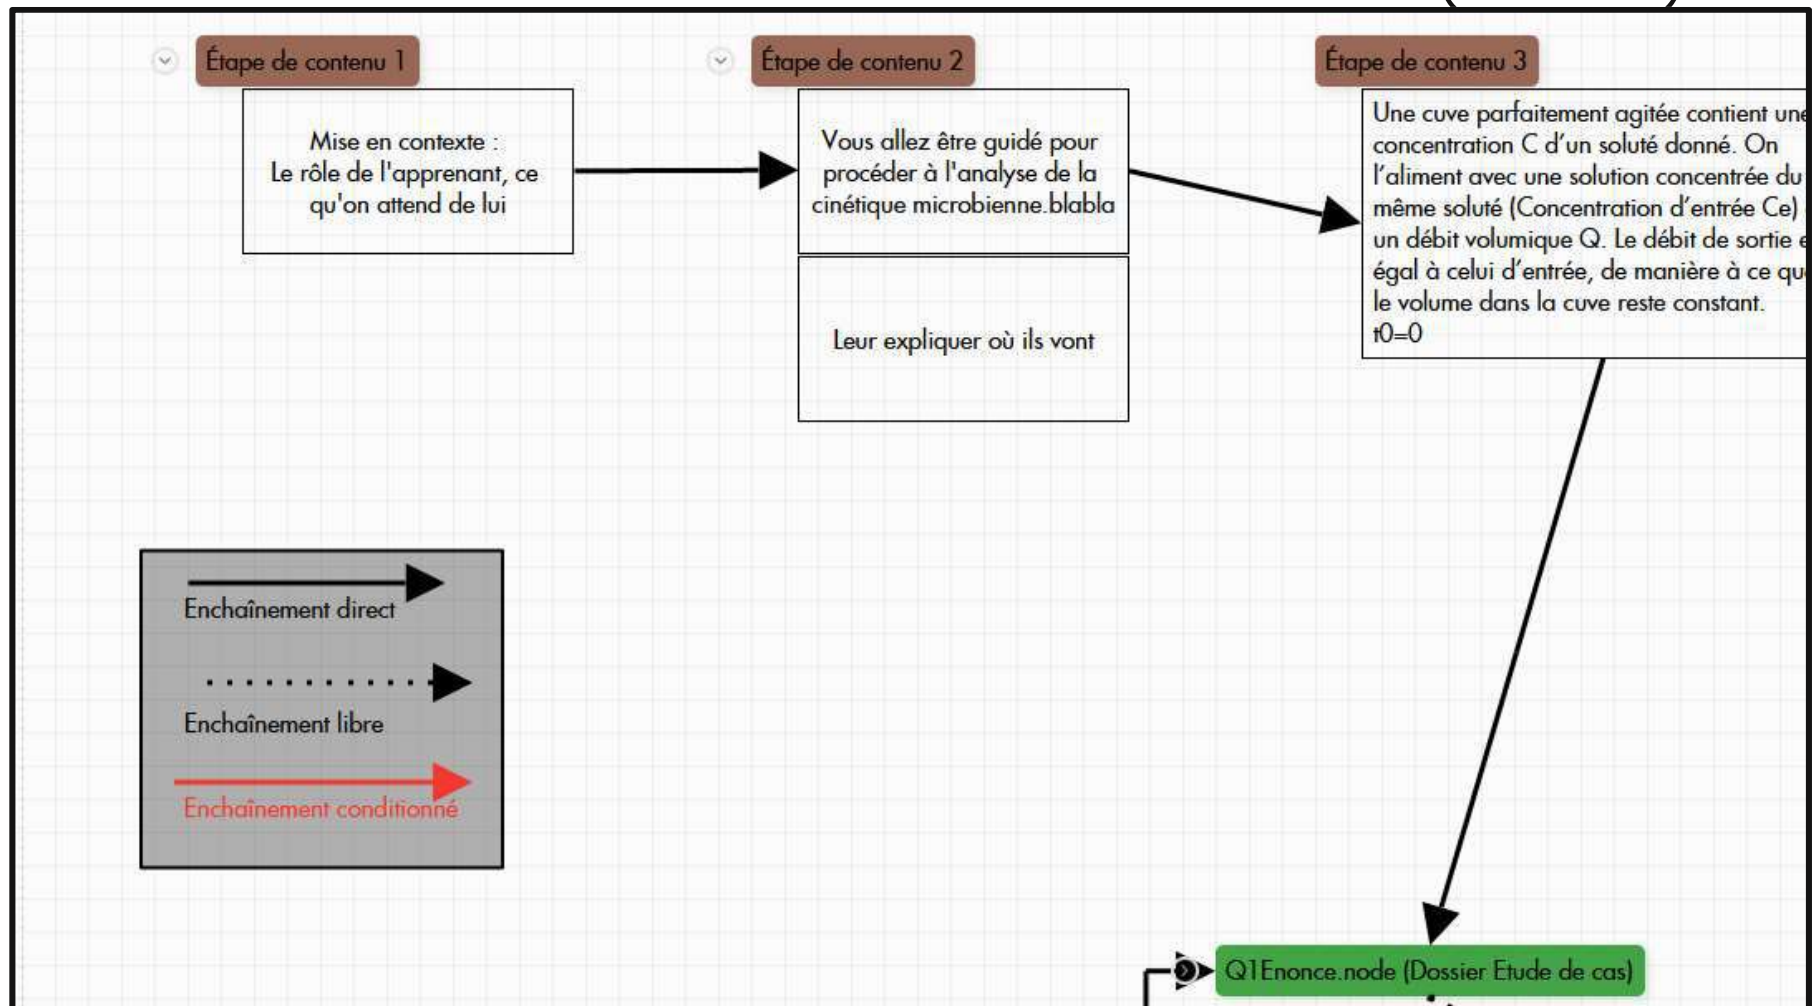 Étape de contenu 1
Mise en contexte :
Le rôle de l'apprenant, ce
qu'on attend de lui
Étape de contenu 2
Vous allez être guidé pour
procéder à l'analyse de la
cinétique microbienne.blabla
Leur expliquer où ils vont
Étape de contenu 3
Une cuve parfaitement agitée contient une
concentration C d’un soluté donné. On
l’aliment avec une solution concentrée du
même soluté (Concentration d’entrée Ce)
un débit volumique Q. Le débit de sortie
égal à celui d’entrée, de manière à ce
le volume dans la cuve reste constant.
t0=0
Enchaînement direct
Enchaînement libre
Enchaînement conditionné
Q1Enonce.node (Dossier Etude de cas)